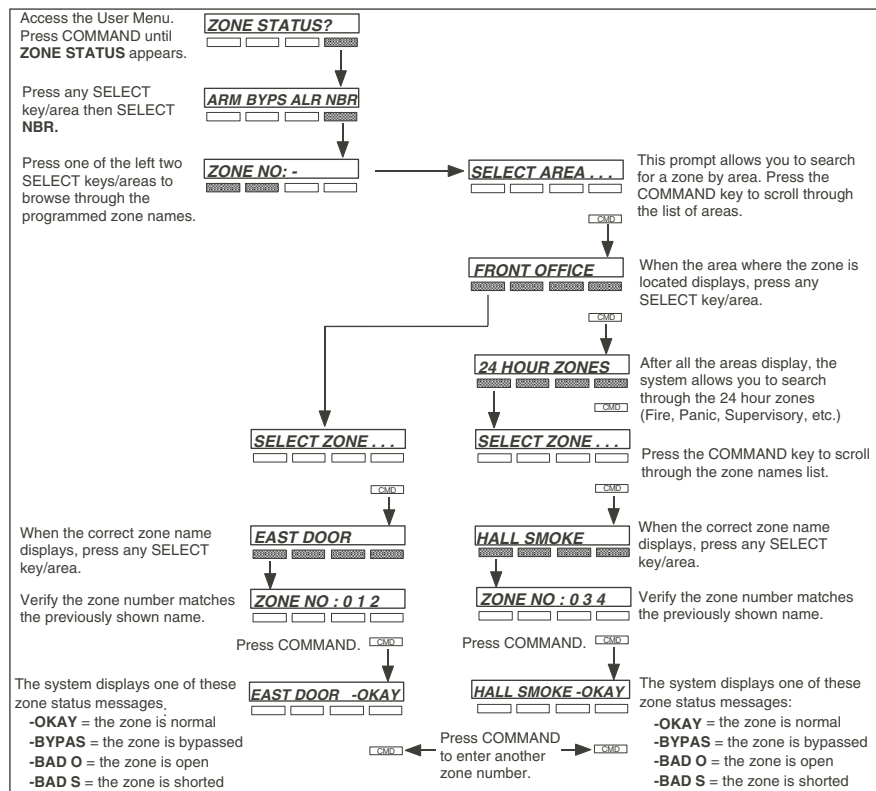 Access the User Menu.
Press COMMAND until
ZONE STATUS appears.
ZONE STATUS?
Press any SELECT
key/area then SELECT
NBR.
ARM BYPS ALR NBR
Press one of the left two
SELECT keys/areas to
browse through the
programmed zone names.
ZONE NO: -
SELECT AREA . . .
This prompt allows you to search
for a zone by area. Press the
COMMAND key to scroll through
the list of areas.
CMD
FRONT OFFICE
When the area where the zone is
located displays, press any
SELECT key/area.
CMD
24 HOUR ZONES
After all the areas display, the
system allows you to search
through the 24 hour zones
(Fire, Panic, Supervisory, etc.)
CMD
SELECT ZONE . . .
SELECT ZONE . . .
Press the COMMAND key to scroll
through the zone names list.
CMD
CMD
When the correct zone name
displays, press any SELECT
key/area.
EAST DOOR
HALL SMOKE
When the correct zone name
displays, press any SELECT
key/area.
Verify the zone number matches
the previously shown name.
ZONE NO : 0 1 2
ZONE NO : 0 3 4
Verify the zone number matches
the previously shown name.
Press COMMAND. CMD
Press COMMAND. CMD
The system displays one of these
zone status messages.
-OKAY = the zone is normal
-BYPAS = the zone is bypassed
-BAD O = the zone is open
-BAD S = the zone is shorted
EAST DOOR -OKAY
HALL SMOKE -OKAY
The system displays one of these
zone status messages:
-OKAY = the zone is normal
-BYPAS = the zone is bypassed
-BAD O = the zone is open
-BAD S = the zone is shorted
CMD
Press COMMAND
to enter another
zone number.
CMD